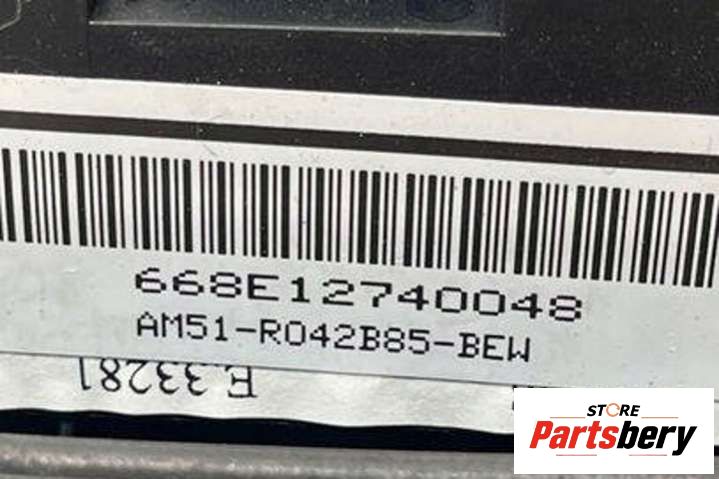 668E12740048
AM51-R042B85-BEW
E.33281
STORE
Partsbery